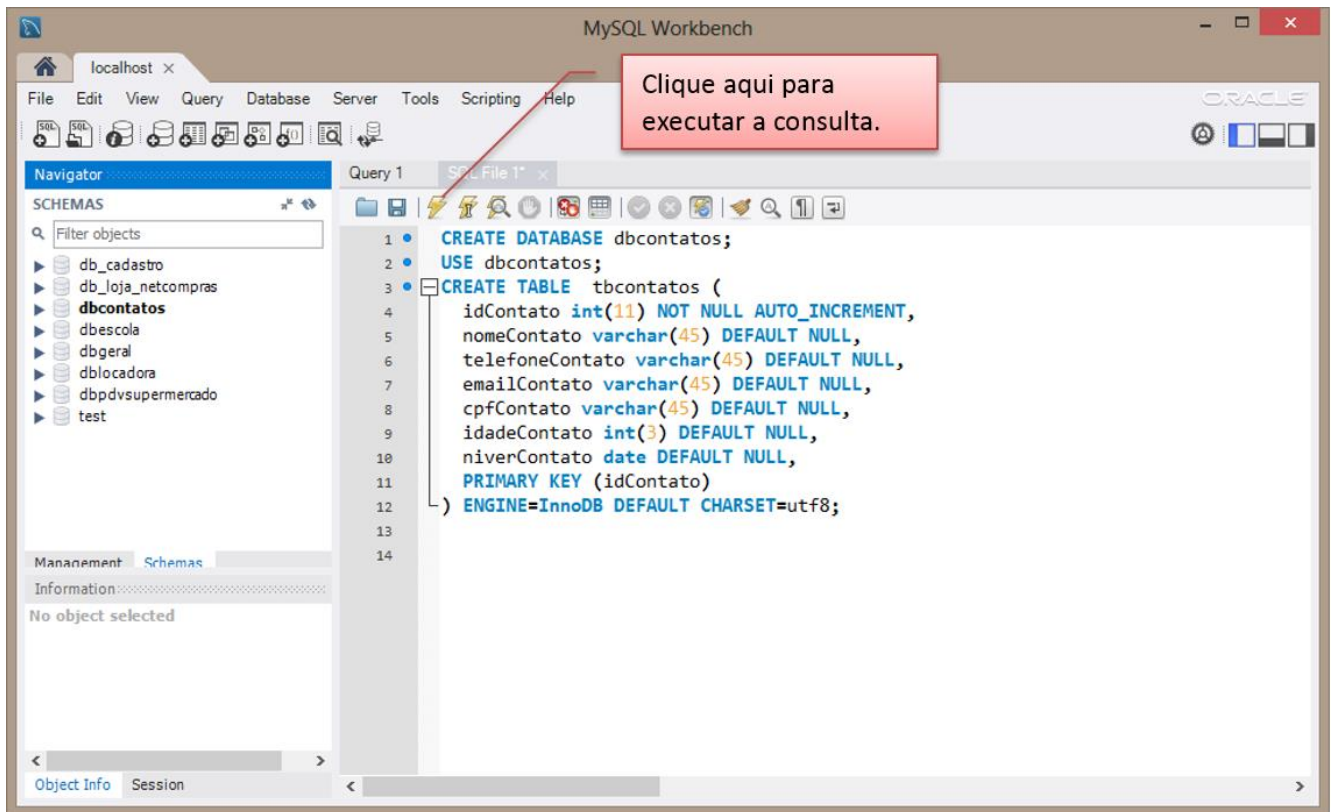 MySQL Workbench
localhost ×
Clique aqui para
executar a consulta.
File Edit View Query Database Server Tools Scripting Help
ORACLE
Navigator
Query 1 SQL File 1* ×
SCHEMAS
Filter objects
db_cadastro
db_loja_netcompras
dbcontatos
dbescola
dbgeral
dblocadora
dbpdvsupermercado
test
1 CREATE DATABASE dbcontatos;
2 USE dbcontatos;
3 CREATE TABLE tbcontatos (
4 idContato int(11) NOT NULL AUTO_INCREMENT,
5 nomeContato varchar(45) DEFAULT NULL,
6 telefoneContato varchar(45) DEFAULT NULL,
7 emailContato varchar(45) DEFAULT NULL,
8 cpfContato varchar(45) DEFAULT NULL,
9 idadeContato int(3) DEFAULT NULL,
10 niverContato date DEFAULT NULL,
11 PRIMARY KEY (idContato)
12 ) ENGINE=InnoDB DEFAULT CHARSET=utf8;
13
14
Management Schemas
Information
No object selected
Object Info Session